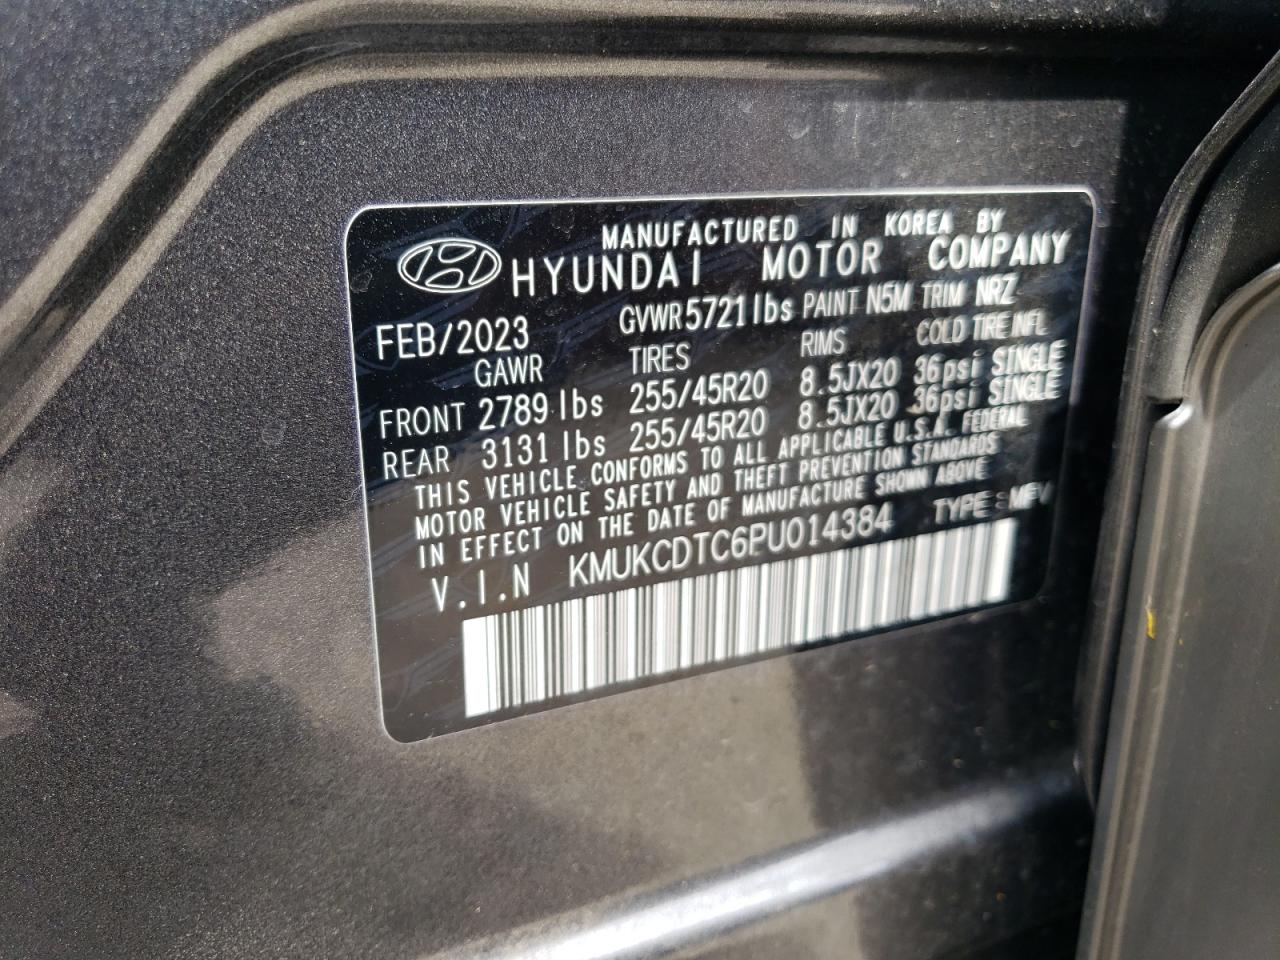 MANUFACTURED IN KOREA BY
HYUNDAI MOTOR COMPANY
FEB/2023 GVWR 5721 lbs PAINT N5M TRIM NRZ
GAWR TIRES RIMS COLD TIRE INFL
FRONT 2789 lbs 255/45R20 8.5JX20 36psi SINGLE
REAR 3131 lbs 255/45R20 8.5JX20 36psi SINGLE
THIS VEHICLE CONFORMS TO ALL APPLICABLE U.S.A. FEDERAL
MOTOR VEHICLE SAFETY AND THEFT PREVENTION STANDARDS
IN EFFECT ON THE DATE OF MANUFACTURE SHOWN ABOVE
V.I.N KMUKCDTC6PU014384 TYPE : MPV